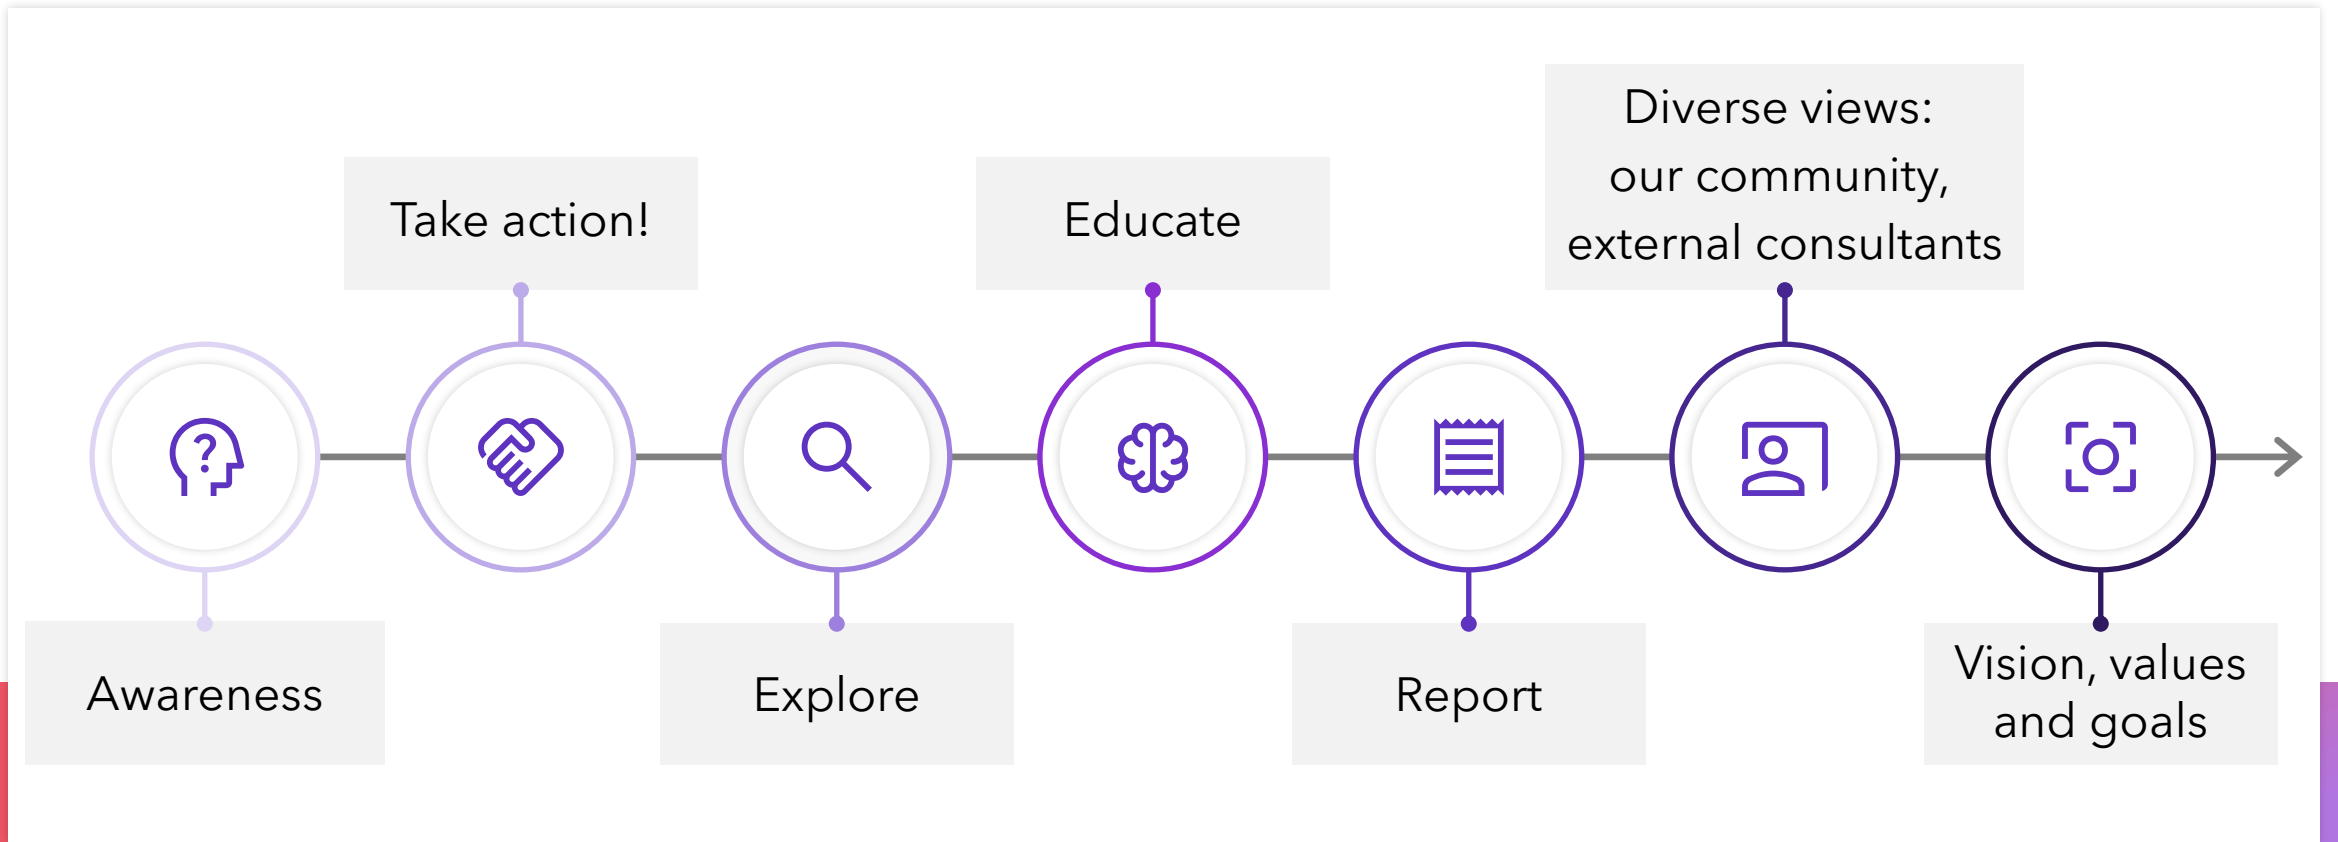 Awareness
Take action!
Explore
Educate
Report
Diverse views:
our community,
external consultants
Vision, values
and goals